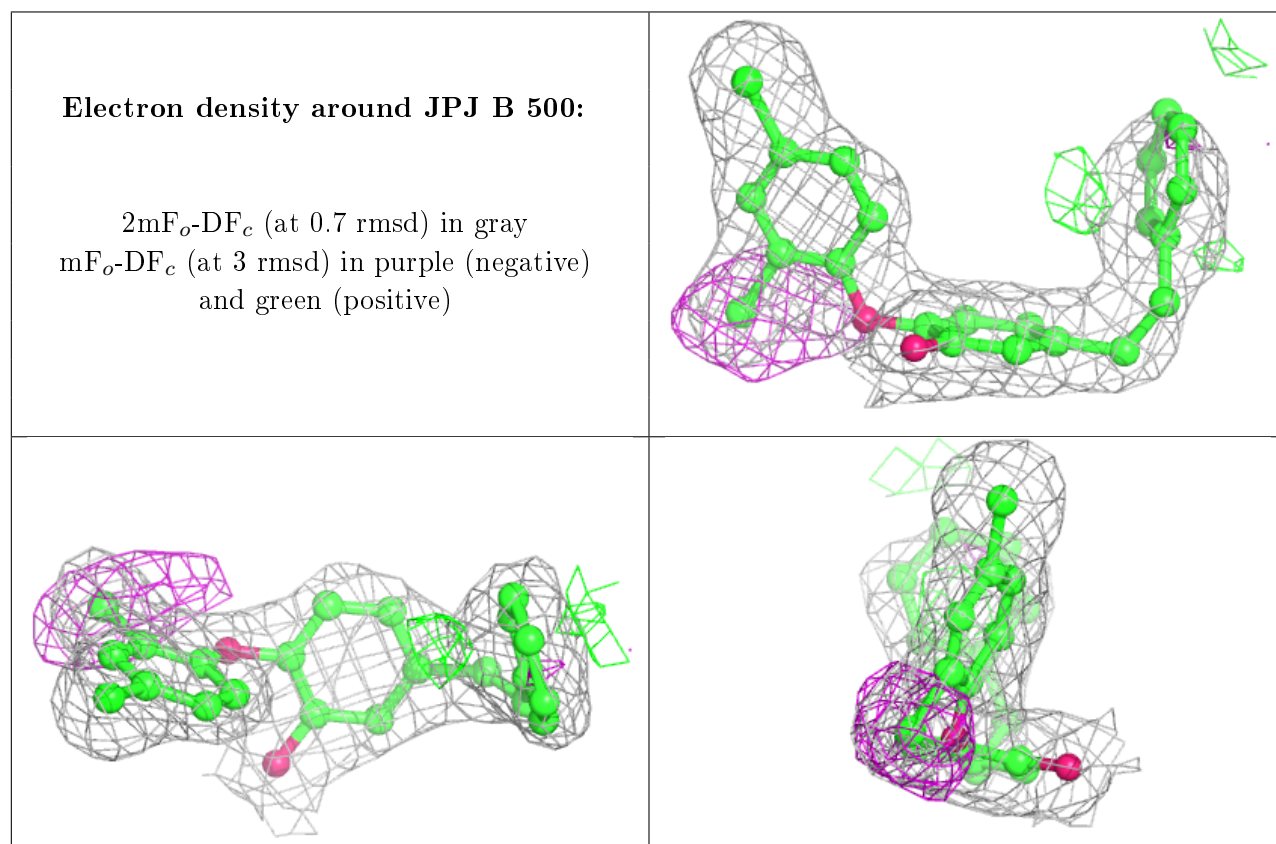 Electron density around JPJ B 500:
2mFo-DFc (at 0.7 rmsd) in gray
mFo-DFc (at 3 rmsd) in purple (negative)
and green (positive)